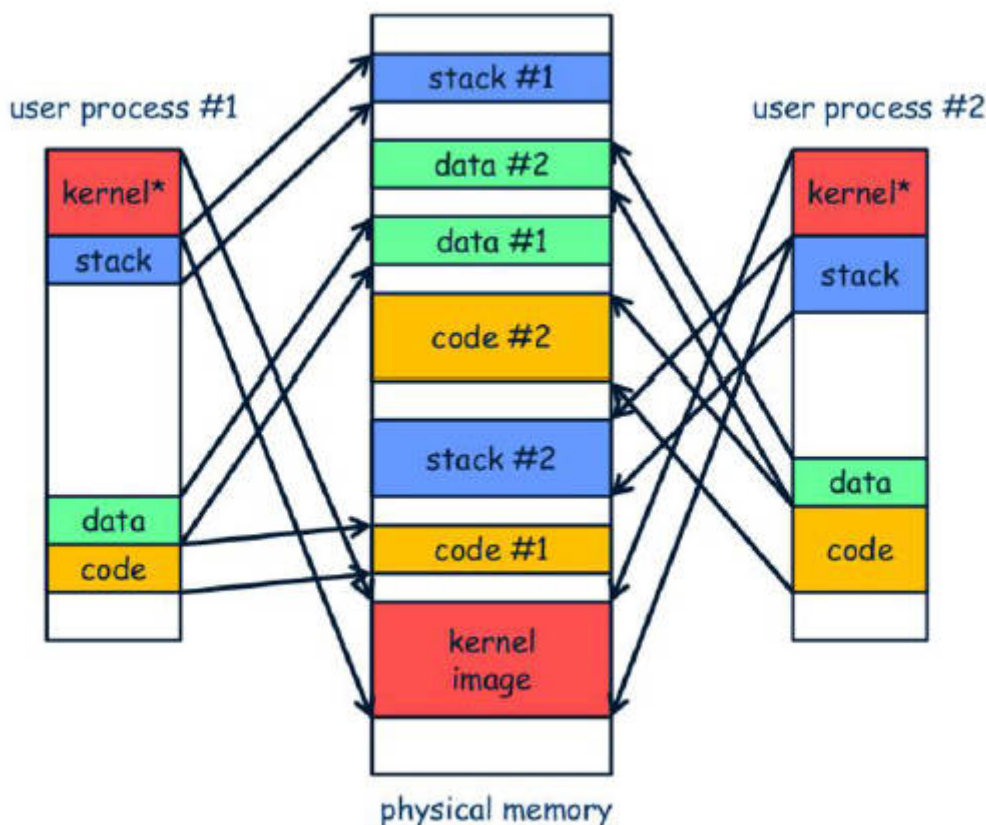 user process #1
kernel*
stack
data
code
stack #1
data #2
data #1
code #2
stack #2
code #1
kernel
image
physical memory
user process #2
kernel*
stack
data
code